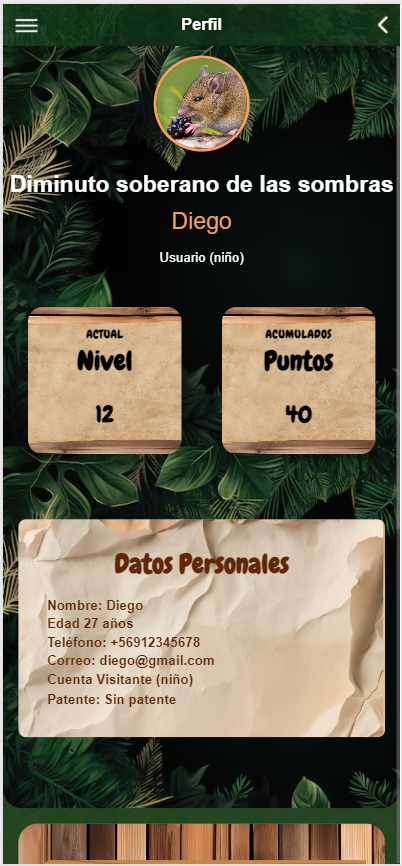 Perfil
Diminuto soberano de las sombras
Diego
Usuario (niño)
ACTUAL
Nivel
12
ACUMULADOS
Puntos
40
Datos Personales
Nombre: Diego
Edad 27 años
Teléfono: +56912345678
Correo: diego@gmail.com
Cuenta Visitante (niño)
Patente: Sin patente